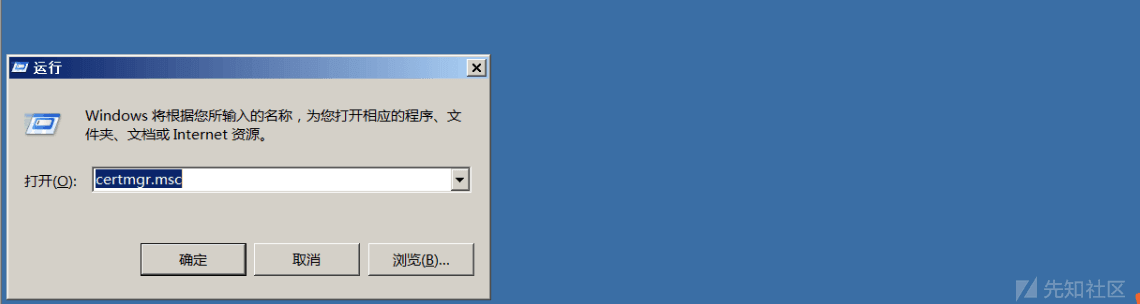 运行
Windows 将根据您所输入的名称，为您打开相应的程序、文
件夹、文档或 Internet 资源。
打开(O): certmgr.msc
确定 取消 浏览(B)...
先知社区